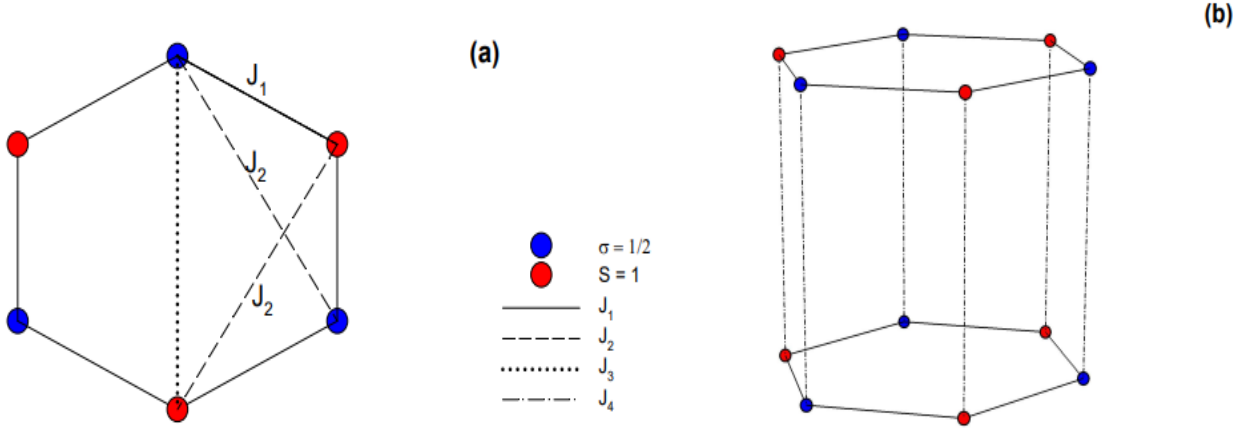 (b)
(a)
J₁
J₂
J₂
σ = 1/2
S = 1
J₁
J₂
J₃
J₄